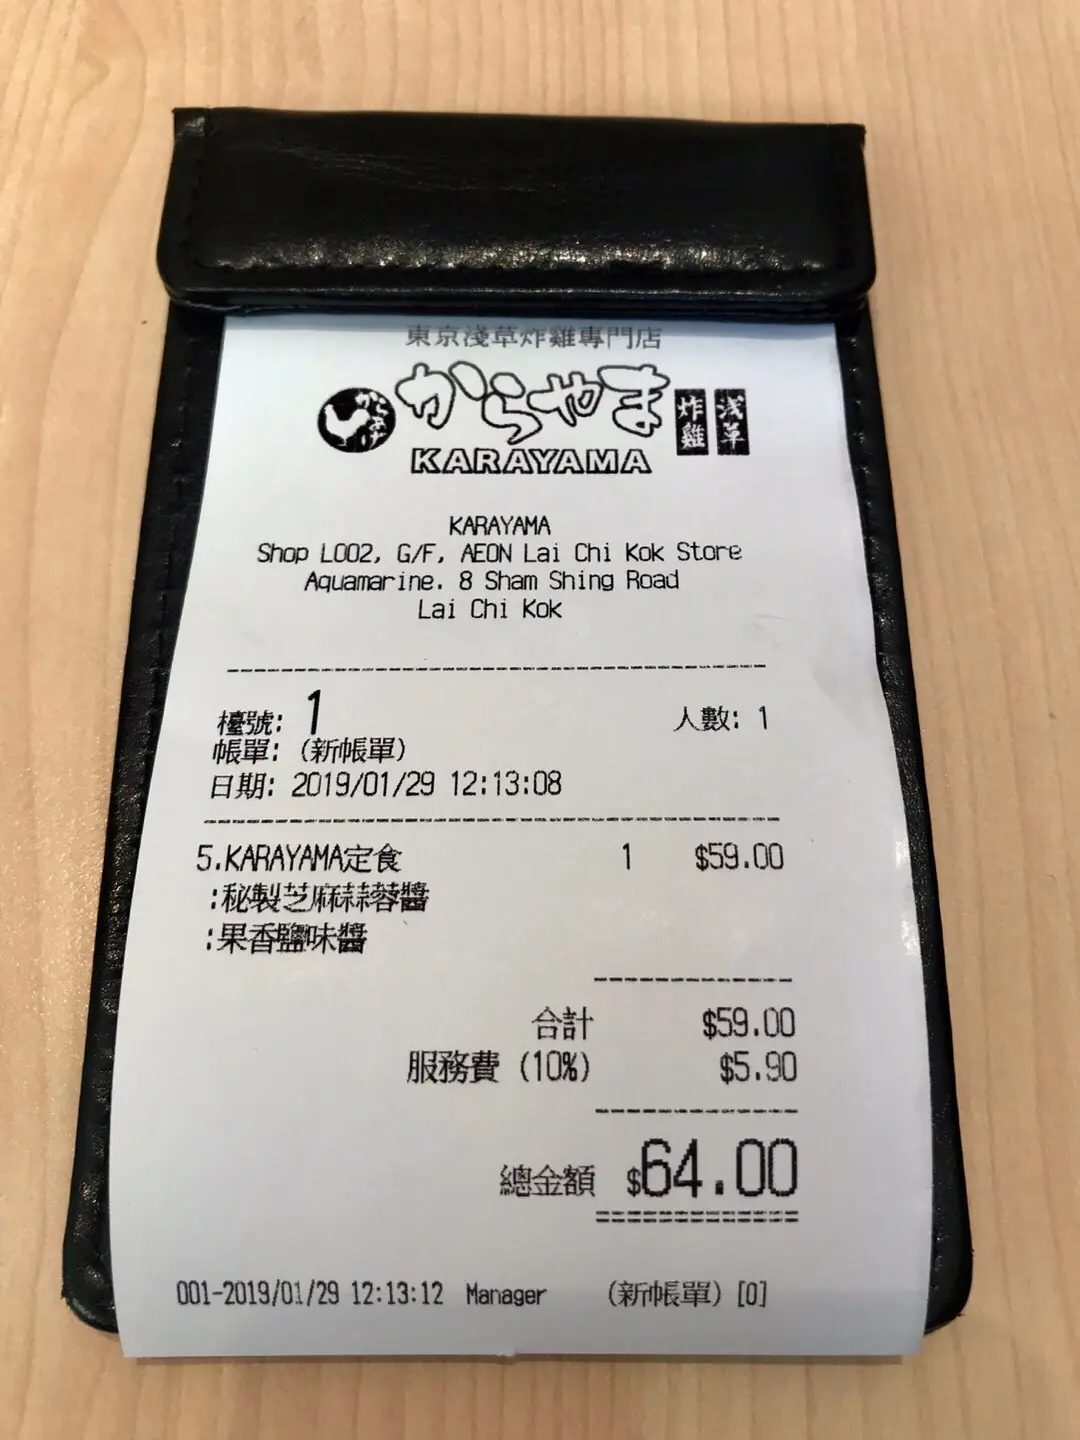 東京淺草炸雞專門店
からあげ からやま 炸雞 浅草
KARAYAMA
KARAYAMA
Shop L002, G/F, AEON Lai Chi Kok Store
Aquamarine. 8 Sham Shing Road
Lai Chi Kok
檯號: 1 人數: 1
帳單: (新帳單)
日期: 2019/01/29 12:13:08
5.KARAYAMA定食 1 $59.00
:秘製芝麻蒜蓉醬
:果香鹽味醬
合計 $59.00
服務費 (10%) $5.90
總金額 $64.00
001-2019/01/29 12:13:12 Manager (新帳單) [0]